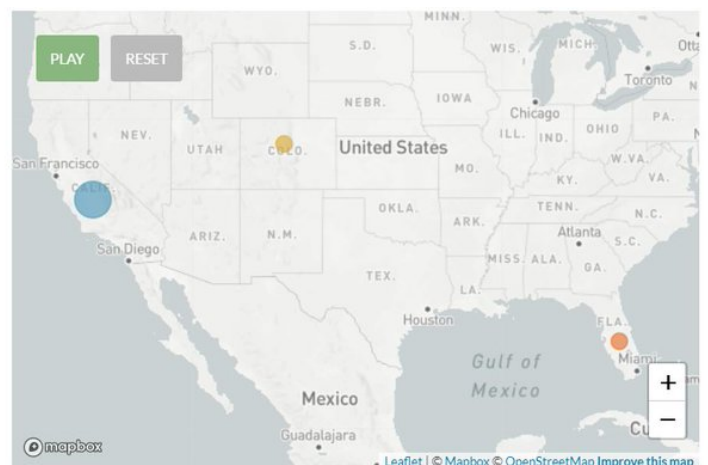 MINN.
S.D.
WIS.
MICH.
PLAY
RESET
WYO.
Toronto
NEBR.
IOWA
Chicago
NEV.
UTAH
COLO.
United States
ILL.
IND.
OHIO
PA.
San Francisco
W.VA.
CALIF.
MO.
KY.
VA.
OKLA.
TENN.
N.C.
ARIZ.
N.M.
ARK.
Atlanta
S.C.
San Diego
MISS.
ALA.
GA.
TEX.
LA.
Houston
FLA.
Gulf of
Mexico
Miami
+
−
Mexico
Guadalajara
mapbox
Leaflet | © Mapbox © OpenStreetMap Improve this map